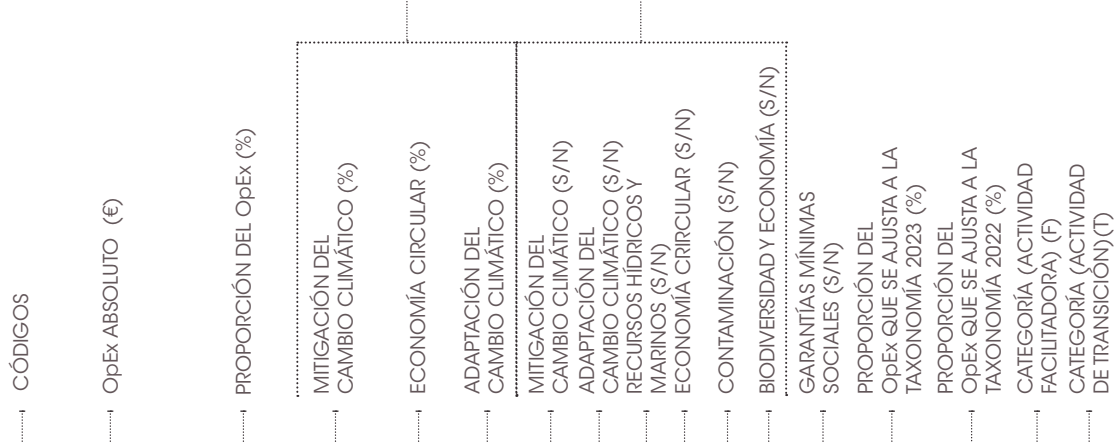 CÓDIGOS
OpEx ABSOLUTO (€)
PROPORCIÓN DEL OpEx (%)
MITIGACIÓN DEL
CAMBIO CLIMÁTICO (%)
ECONOMÍA CIRCULAR (%)
ADAPTACIÓN DEL
CAMBIO CLIMÁTICO (%)
MITIGACIÓN DEL
CAMBIO CLIMÁTICO (S/N)
ADAPTACIÓN DEL
CAMBIO CLIMÁTICO (S/N)
RECURSOS HÍDRICOS Y
MARINOS (S/N)
ECONOMÍA CRIRCULAR (S/N)
CONTAMINACIÓN (S/N)
BIODIVERSIDAD Y ECONOMÍA (S/N)
GARANTÍAS MÍNIMAS
SOCIALES (S/N)
PROPORCIÓN DEL
OpEx QUE SE AJUSTA A LA
TAXONOMÍA 2023 (%)
PROPORCIÓN DEL
OpEx QUE SE AJUSTA A LA
TAXONOMÍA 2022 (%)
CATEGORÍA (ACTIVIDAD
FACILITADORA) (F)
CATEGORÍA (ACTIVIDAD
DE TRANSICIÓN) (T)